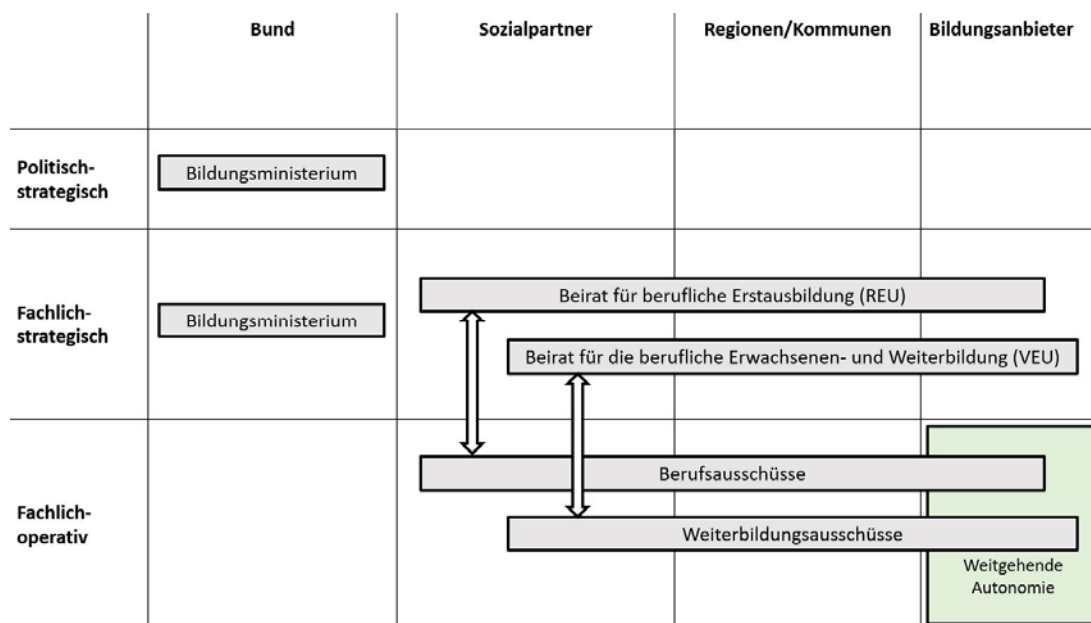 Bund
Sozialpartner
Regionen/Kommunen
Bildungsanbieter
Politisch-
strategisch
Bildungsministerium
Fachlich-
strategisch
Bildungsministerium
Beirat für berufliche Erstausbildung (REU)
Beirat für die berufliche Erwachsenen- und Weiterbildung (VEU)
Fachlich-
operativ
Berufsausschüsse
Weiterbildungsausschüsse
Weitgehende
Autonomie